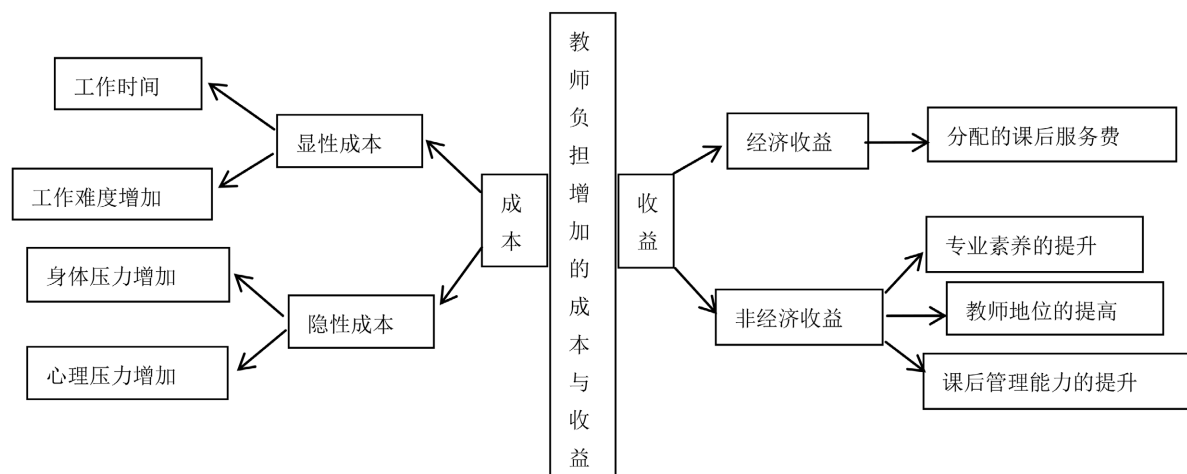 教师负担增加的成本与收益
工作时间
显性成本
工作难度增加
成本
身体压力增加
隐性成本
心理压力增加
收益
经济收益
分配的课后服务费
专业素养的提升
非经济收益
教师地位的提高
课后管理能力的提升